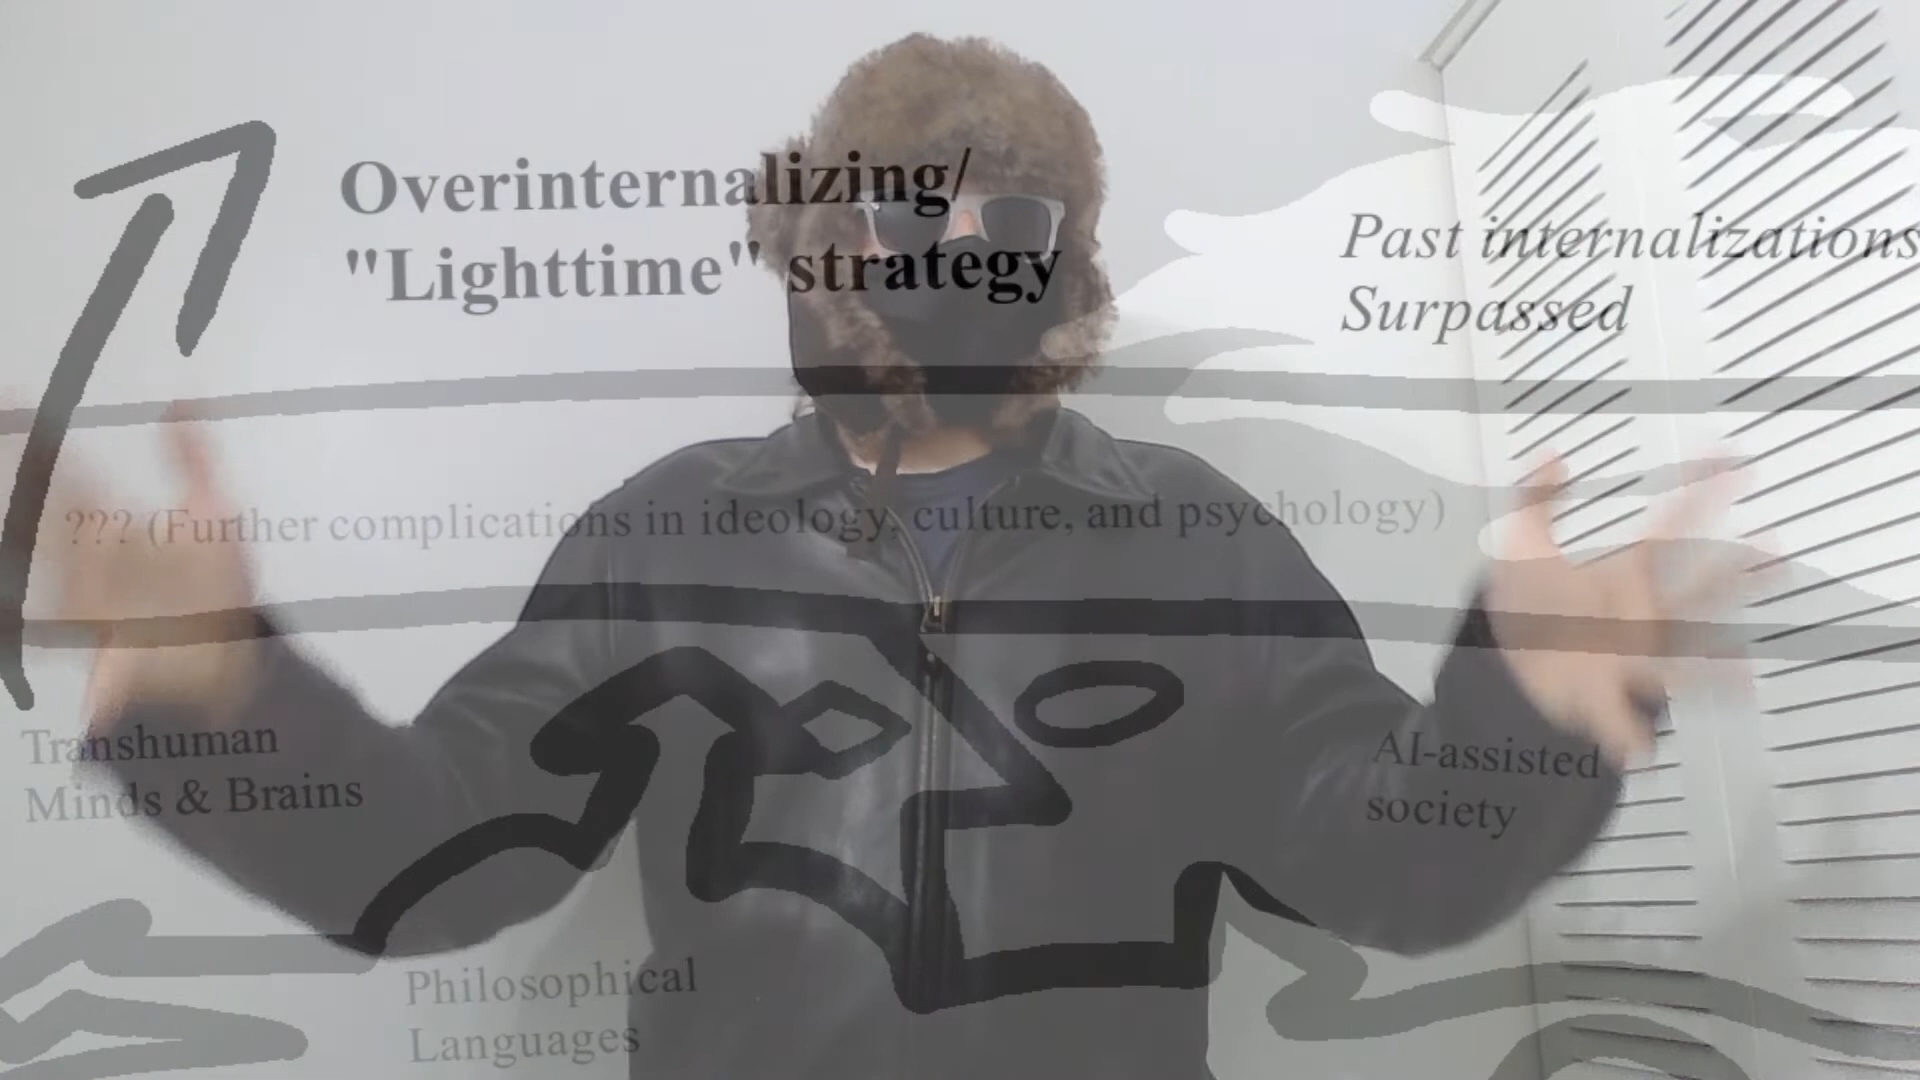 Overinternalizing/
"Lighttime" strategy
Past internalizations
Surpassed
??? (Further complications in ideology, culture, and psychology)
Transhuman
Minds & Brains
AI-assisted
society
Philosophical
Languages